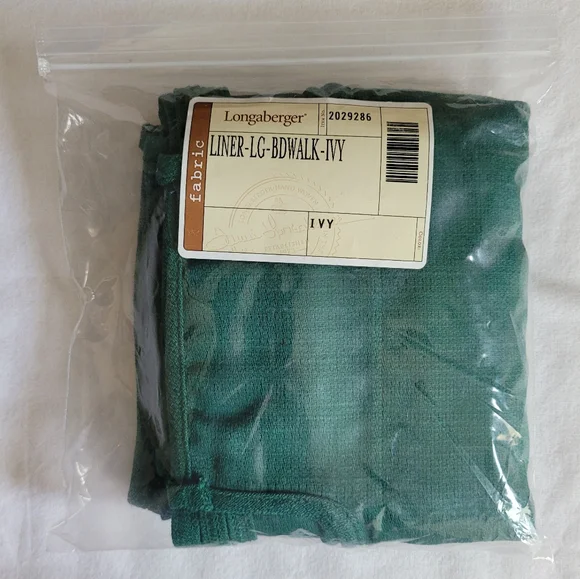 Longaberger®
2029286
LINER-LG-BDWALK-IVY
fabric
IVY